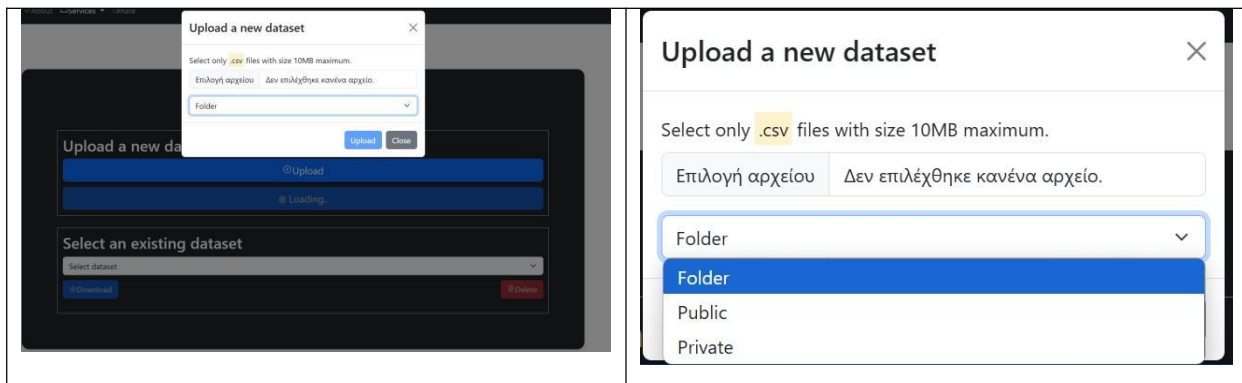 About Services Share
Upload a new dataset
Select only .csv files with size 10MB maximum.
Επιλογή αρχείου Δεν επιλέχθηκε κανένα αρχείο.
Folder
Upload Close
Upload a new da
Upload
Loading..
Select an existing dataset
Select dataset
Download Delete
Upload a new dataset
Select only .csv files with size 10MB maximum.
Επιλογή αρχείου Δεν επιλέχθηκε κανένα αρχείο.
Folder
Folder
Public
Private